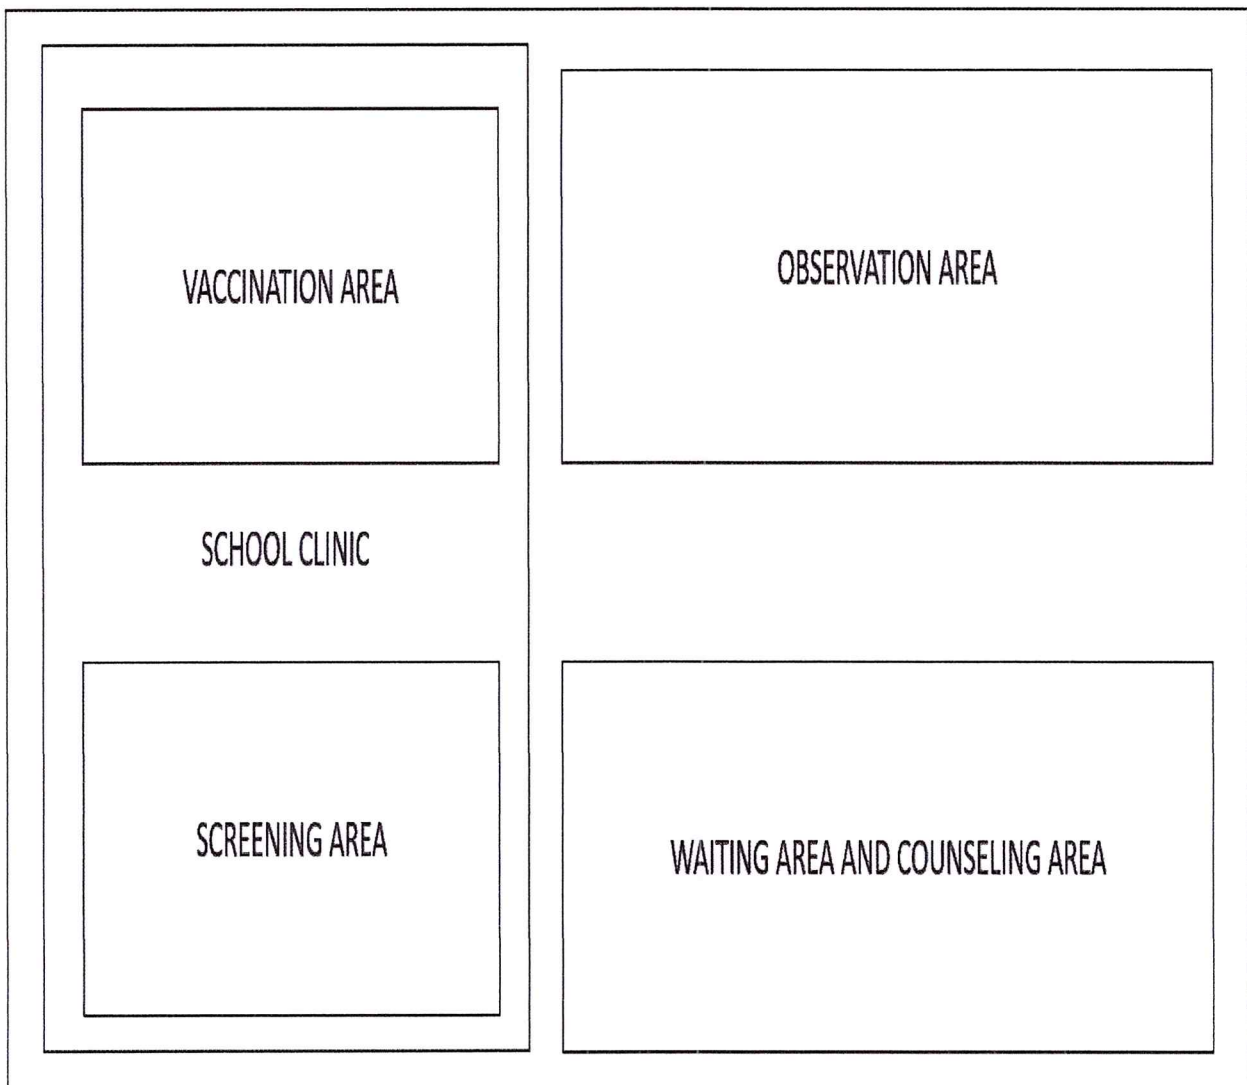 VACCINATION AREA
OBSERVATION AREA
SCHOOL CLINIC
SCREENING AREA
WAITING AREA AND COUNSELING AREA